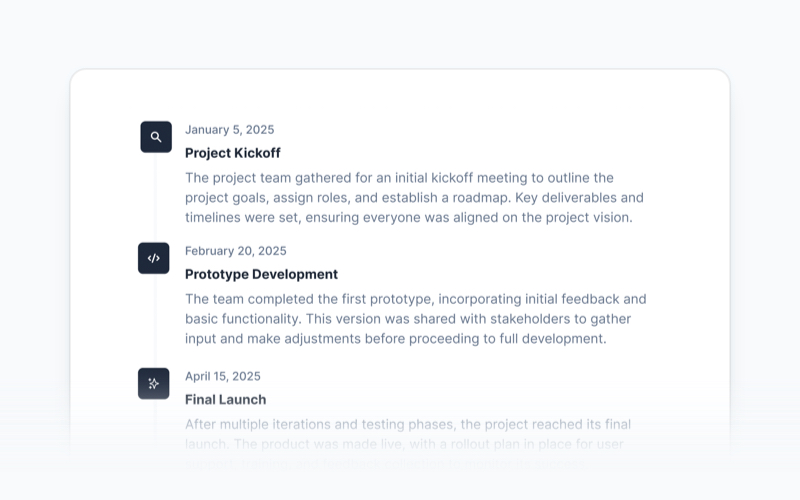 January 5, 2025
Project Kickoff
The project team gathered for an initial kickoff meeting to outline the
project goals, assign roles, and establish a roadmap. Key deliverables and
timelines were set, ensuring everyone was aligned on the project vision.
February 20, 2025
Prototype Development
The team completed the first prototype, incorporating initial feedback and
basic functionality. This version was shared with stakeholders to gather
input and make adjustments before proceeding to full development.
April 15, 2025
Final Launch
After multiple iterations and testing phases, the project reached its final
launch. The product was made live, with a rollout plan in place for user